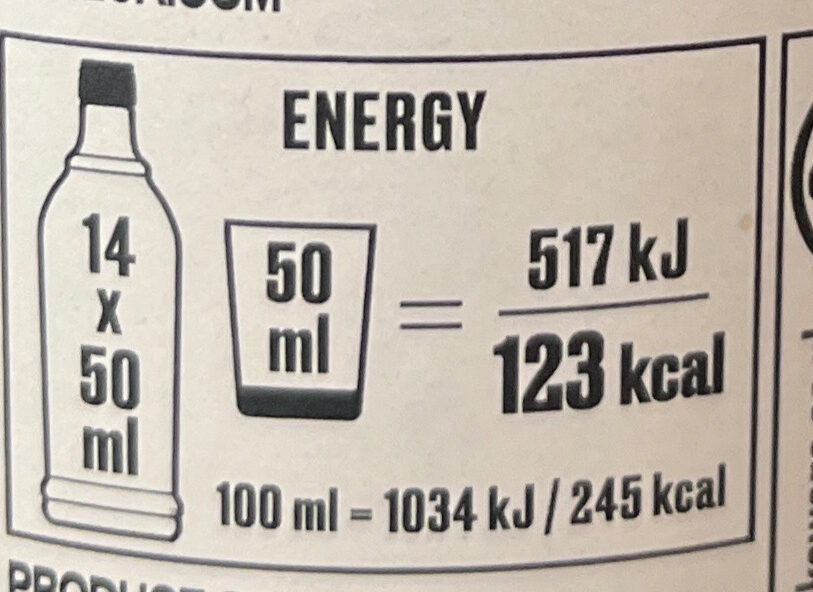 ENERGY
14
x
50
ml
50
ml
=
517 kJ
123 kcal
100 ml = 1034 kJ / 245 kcal